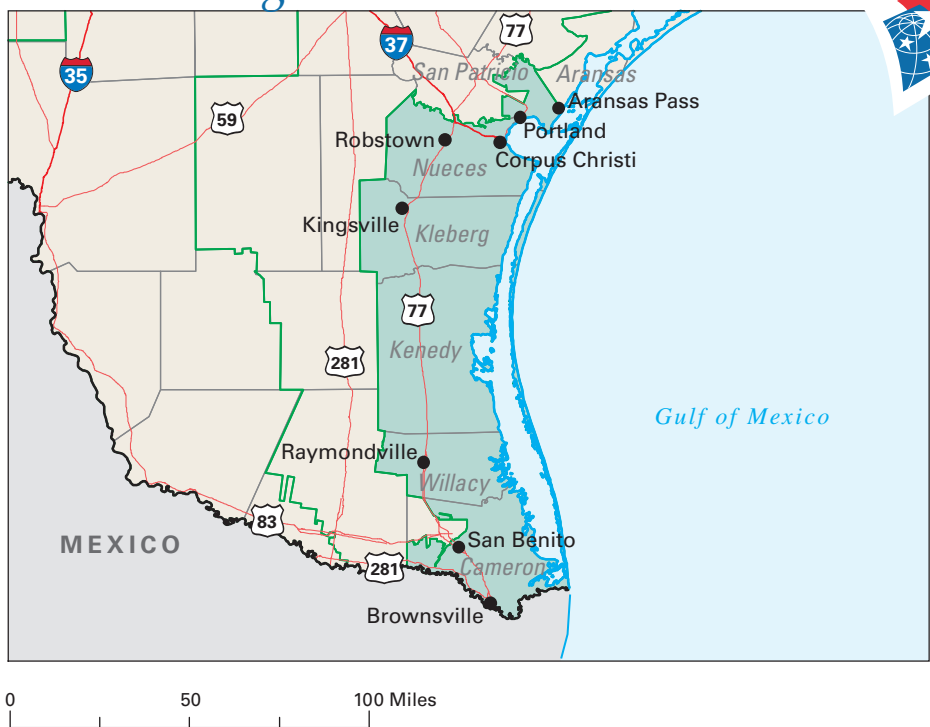 77
37
35
San Patricio
Aransas
59
Aransas Pass
Portland
Robstown
Corpus Christi
Nueces
Kingsville
Kleberg
77
Kenedy
281
Gulf of Mexico
Raymondville
Willacy
83
MEXICO
San Benito
281
Cameron
Brownsville
0 50 100 Miles